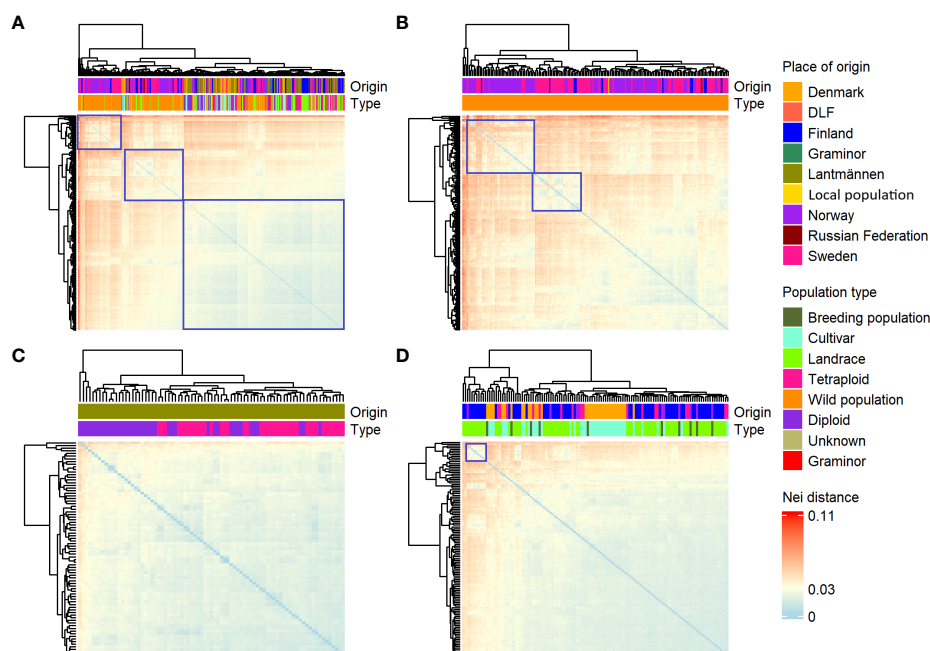 A
B
Origin
Type
Origin
Type
C
D
Origin
Type
Origin
Type
Place of origin
Denmark
DLF
Finland
Graminor
Lantmännen
Local population
Norway
Russian Federation
Sweden
Population type
Breeding population
Cultivar
Landrace
Tetraploid
Wild population
Diploid
Unknown
Graminor
Nei distance
0.11
0.03
0